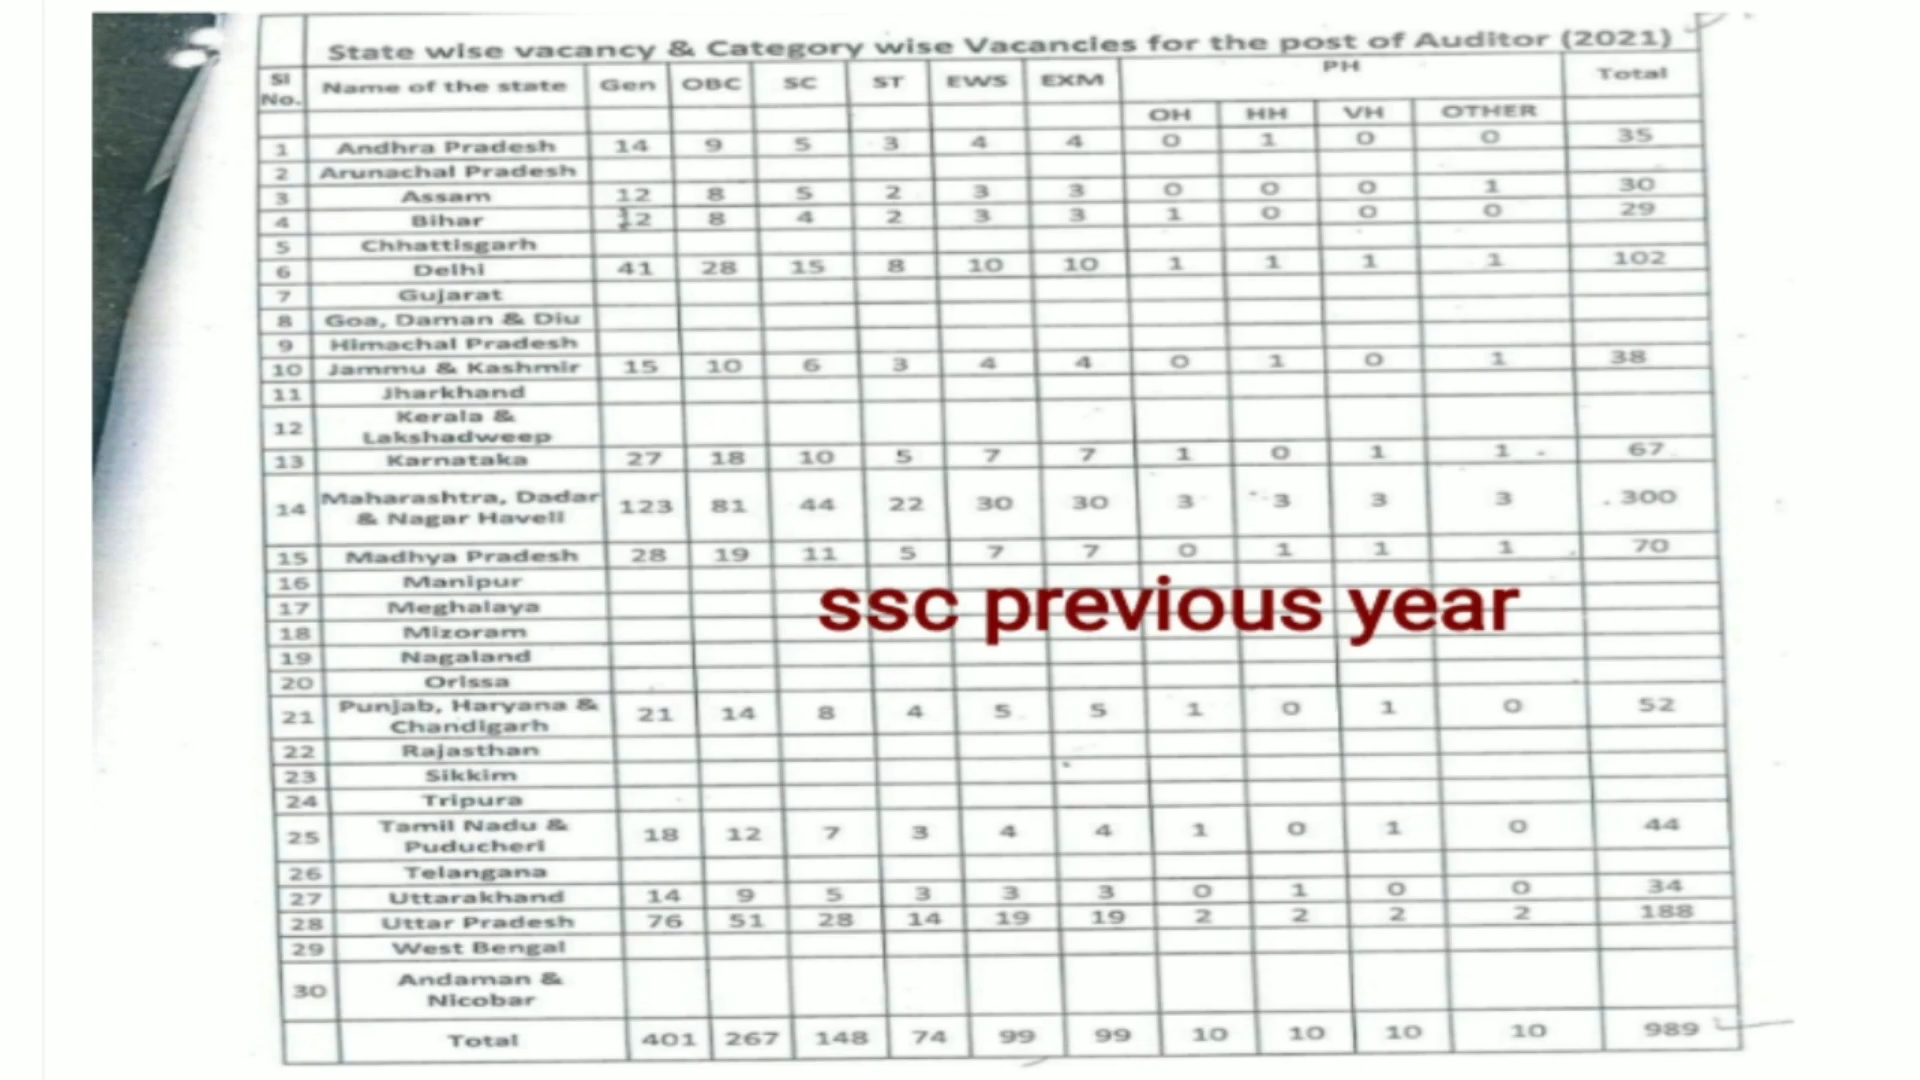 State wise vacancy & Category wise Vacancies for the post of Auditor (2021)
Sl No. Name of the state Gen OBC SC ST EWS EXM PH Total
OH HH VH OTHER
1 Andhra Pradesh 14 9 5 3 4 4 0 1 0 0 35
2 Arunachal Pradesh
3 Assam 12 8 5 2 3 3 0 0 0 1 30
4 Bihar 12 8 4 2 3 3 1 0 0 0 29
5 Chhattisgarh
6 Delhi 41 28 15 8 10 10 1 1 1 1 102
7 Gujarat
8 Goa, Daman & Diu
9 Himachal Pradesh
10 Jammu & Kashmir 15 10 6 3 4 4 0 1 0 1 38
11 Jharkhand
12 Kerala & Lakshadweep
13 Karnataka 27 18 10 5 7 7 1 0 1 1 67
14 Maharashtra, Dadar & Nagar Haveli 123 81 44 22 30 30 3 3 3 3 300
15 Madhya Pradesh 28 19 11 5 7 7 0 1 1 1 70
16 Manipur
ssc previous year
17 Meghalaya
18 Mizoram
19 Nagaland
20 Orissa
21 Punjab, Haryana & Chandigarh 21 14 8 4 5 5 1 0 1 0 52
22 Rajasthan
23 Sikkim
24 Tripura
25 Tamil Nadu & Puducheri 18 12 7 3 4 4 1 0 1 0 44
26 Telangana
27 Uttarakhand 14 9 5 3 3 3 0 1 0 0 34
28 Uttar Pradesh 76 51 28 14 19 19 2 2 2 2 188
29 West Bengal
30 Andaman & Nicobar
Total 401 267 148 74 99 99 10 10 10 10 989